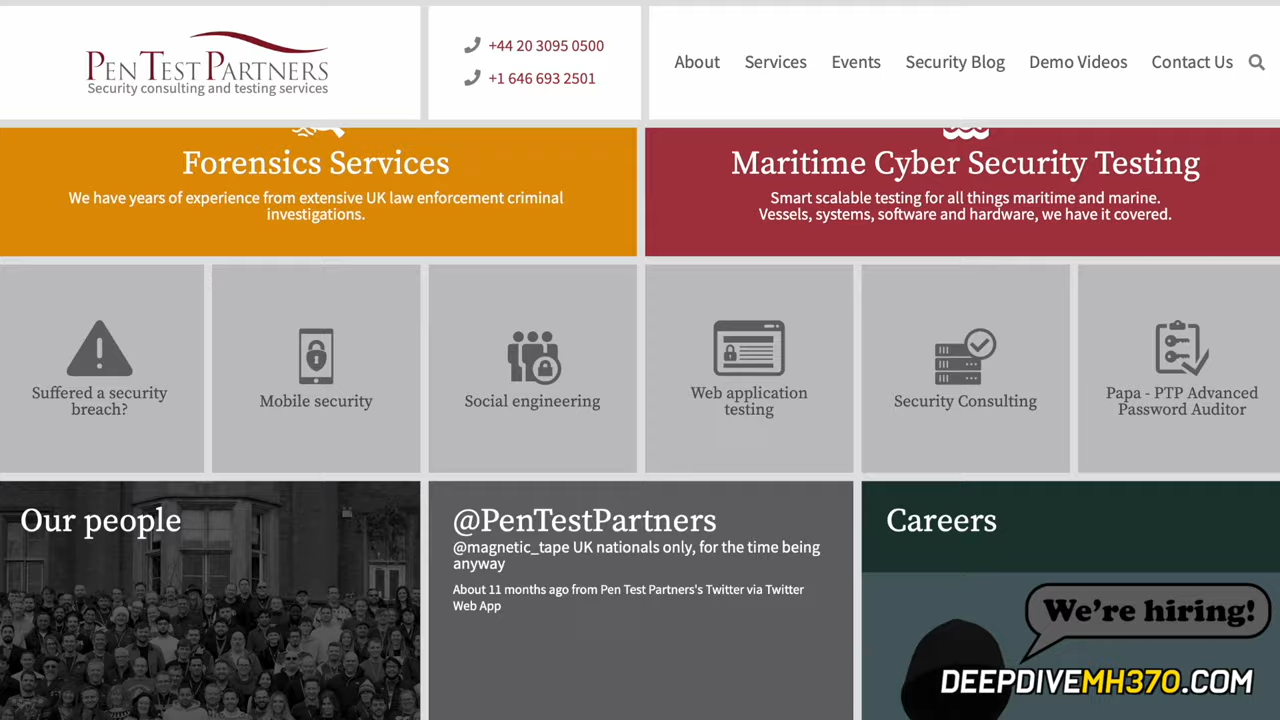 PEN TEST PARTNERS
Security consulting and testing services
+44 20 3095 0500
+1 646 693 2501
About
Services
Events
Security Blog
Demo Videos
Contact Us
Forensics Services
We have years of experience from extensive UK law enforcement criminal
investigations.
Maritime Cyber Security Testing
Smart scalable testing for all things maritime and marine.
Vessels, systems, software and hardware, we have it covered.
Suffered a security
breach?
Mobile security
Social engineering
Web application
testing
Security Consulting
Papa - PTP Advanced
Password Auditor
Our people
@PenTestPartners
@magnetic_tape UK nationals only, for the time being
anyway
About 11 months ago from Pen Test Partners's Twitter via Twitter
Web App
Careers
We're hiring!
DEEPDIVEMH370.COM